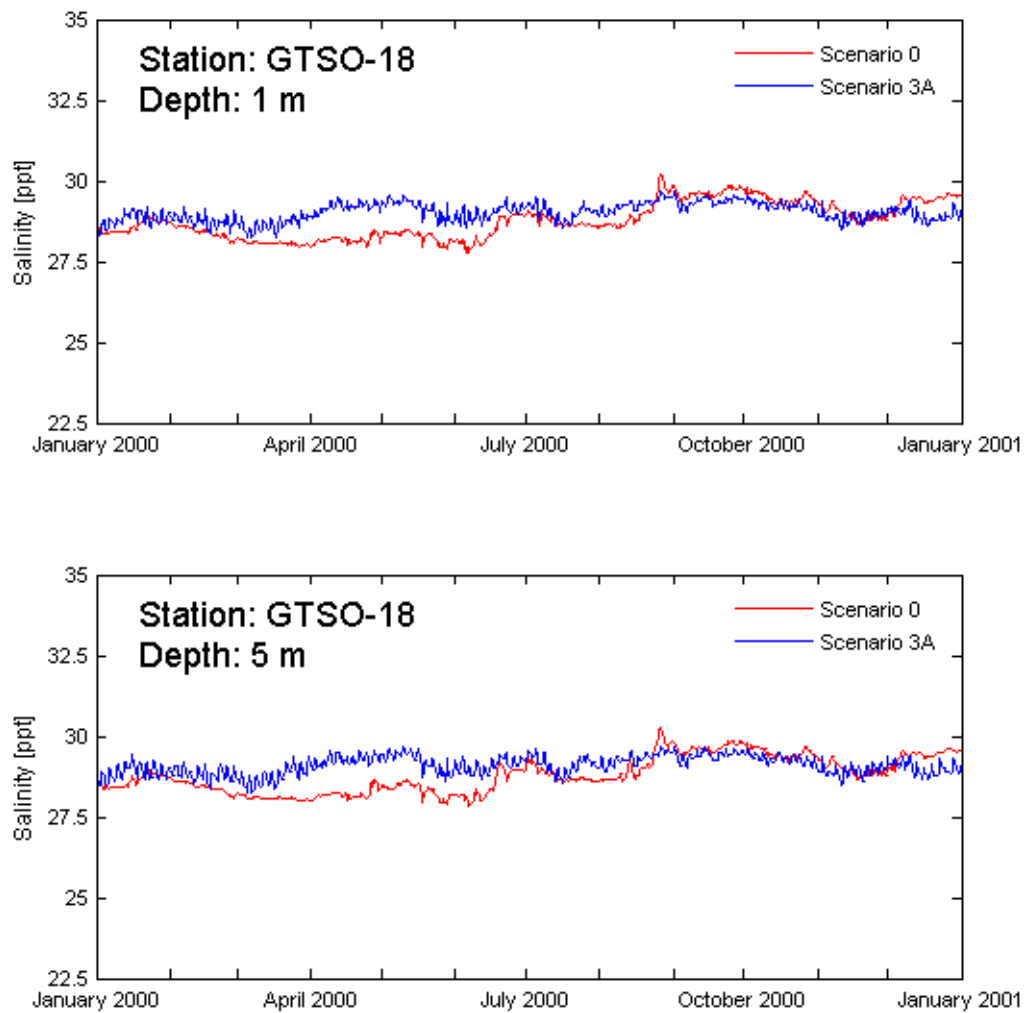 35
Station: GTSO-18
Scenario 0
Depth: 1 m
Scenario 3A
32.5
30
Salinity [ppt]
27.5
25
22.5
January 2000
April 2000
July 2000
October 2000
January 2001
35
Station: GTSO-18
Scenario 0
Depth: 5 m
Scenario 3A
32.5
30
Salinity [ppt]
27.5
25
22.5
January 2000
April 2000
July 2000
October 2000
January 2001